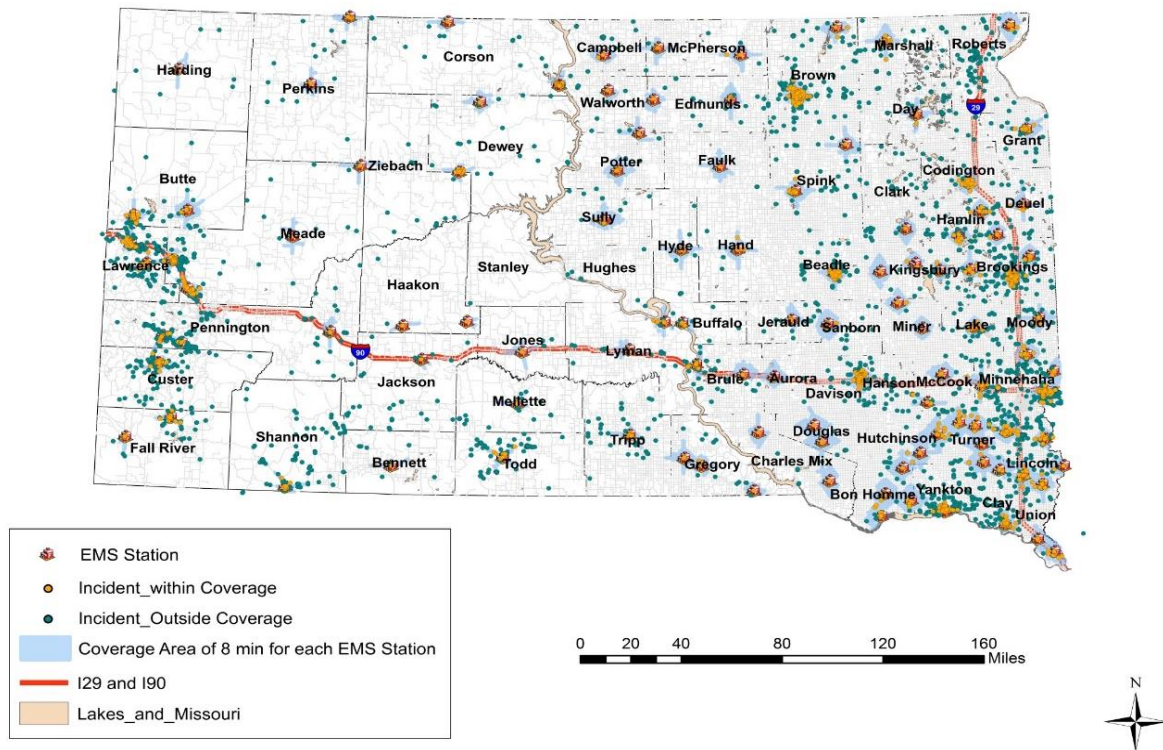 Harding
Perkins
Corson
Campbell
McPherson
Marshall
Roberts
Brown
Walworth
Edmunds
Day
29
Grant
Dewey
Ziebach
Potter
Faulk
Spink
Codington
Clark
Butte
Deuel
Hamlin
Sully
Meade
Hyde
Hand
Lawrence
Stanley
Hughes
Beadle
Kingsbury
Brookings
Haakon
Pennington
Buffalo
Jerauld
Sanborn
Miner
Lake
Moody
Jones
Lyman
90
Custer
Jackson
Brule
Aurora
Davison
Hanson
McCook
Minnehaha
Mellette
Shannon
Tripp
Douglas
Hutchinson
Turner
Fall River
Bennett
Todd
Gregory
Charles Mix
Lincoln
Bon Homme
Yankton
Clay
Union
EMS Station
Incident_within Coverage
Incident_Outside Coverage
Coverage Area of 8 min for each EMS Station
I29 and I90
Lakes_and_Missouri
0 20 40 80 120 160
Miles
N